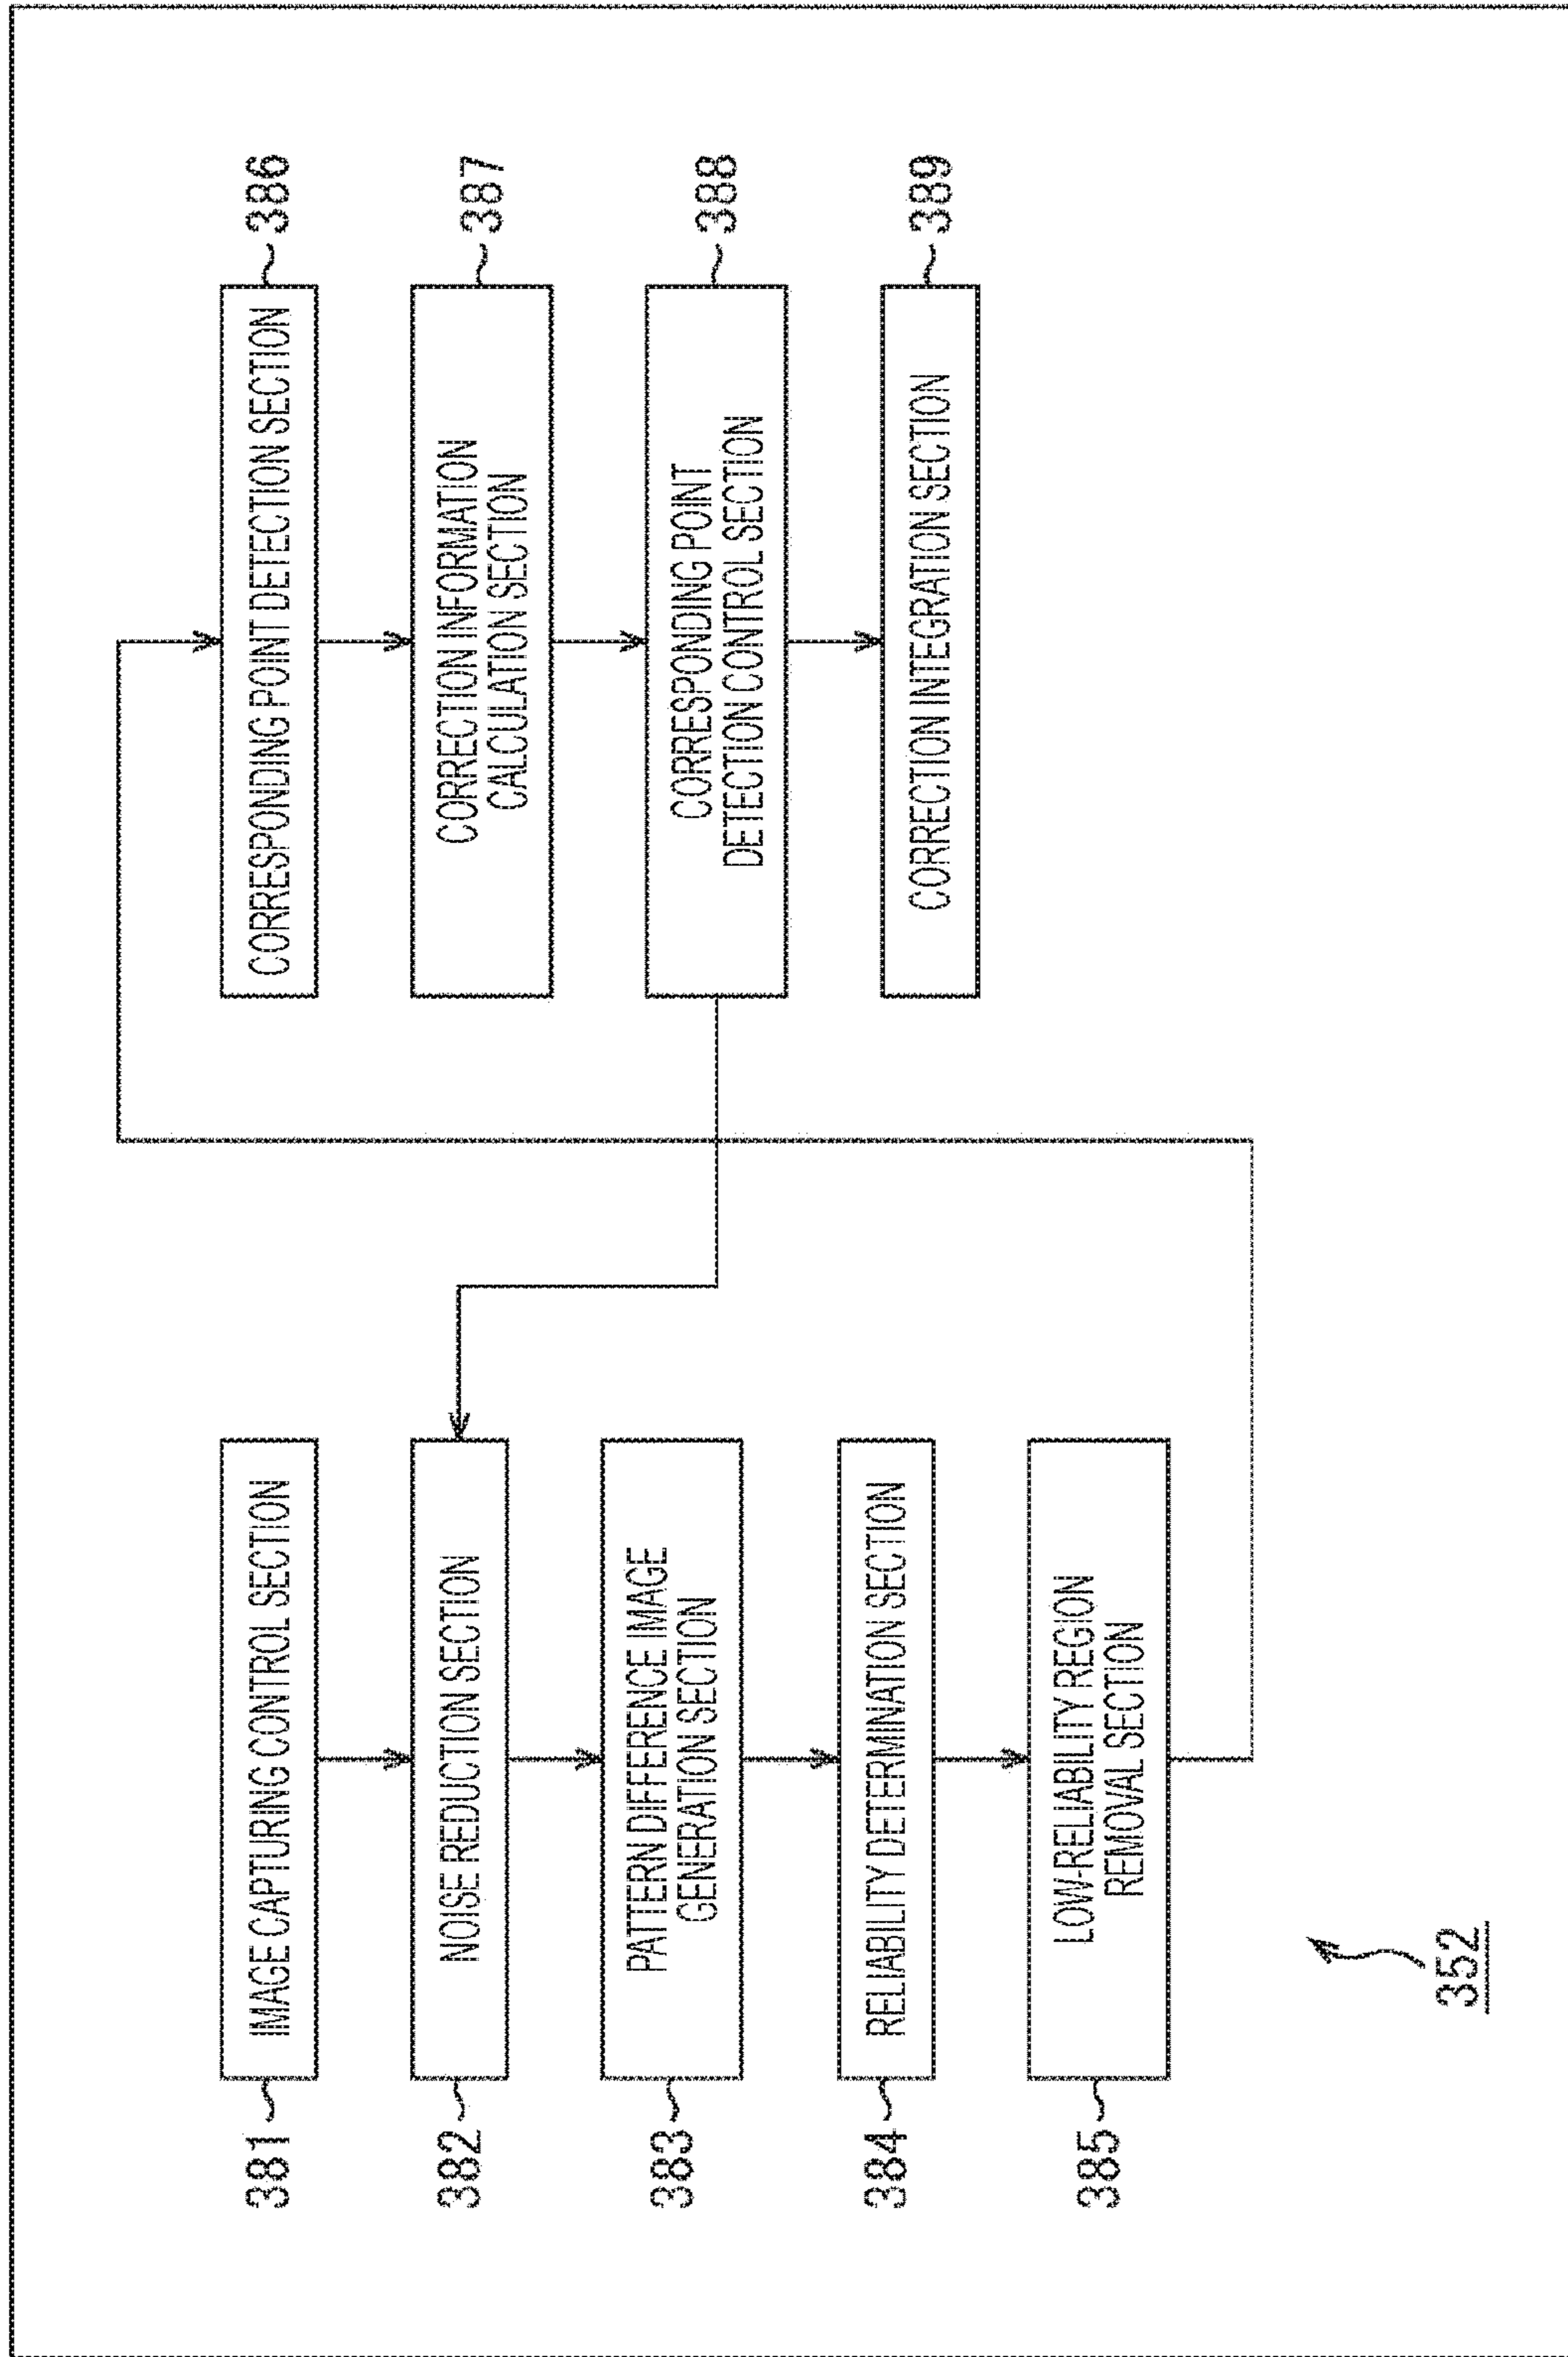 381
IMAGE CAPTURING CONTROL SECTION
382
NOISE REDUCTION SECTION
383
PATTERN DIFFERENCE IMAGE
GENERATION SECTION
384
RELIABILITY DETERMINATION SECTION
385
LOW-RELIABILITY REGION
REMOVAL SECTION
CORRESPONDING POINT DETECTION SECTION
386
CORRECTION INFORMATION
CALCULATION SECTION
387
CORRESPONDING POINT
DETECTION CONTROL SECTION
388
CORRECTION INTEGRATION SECTION
389
352